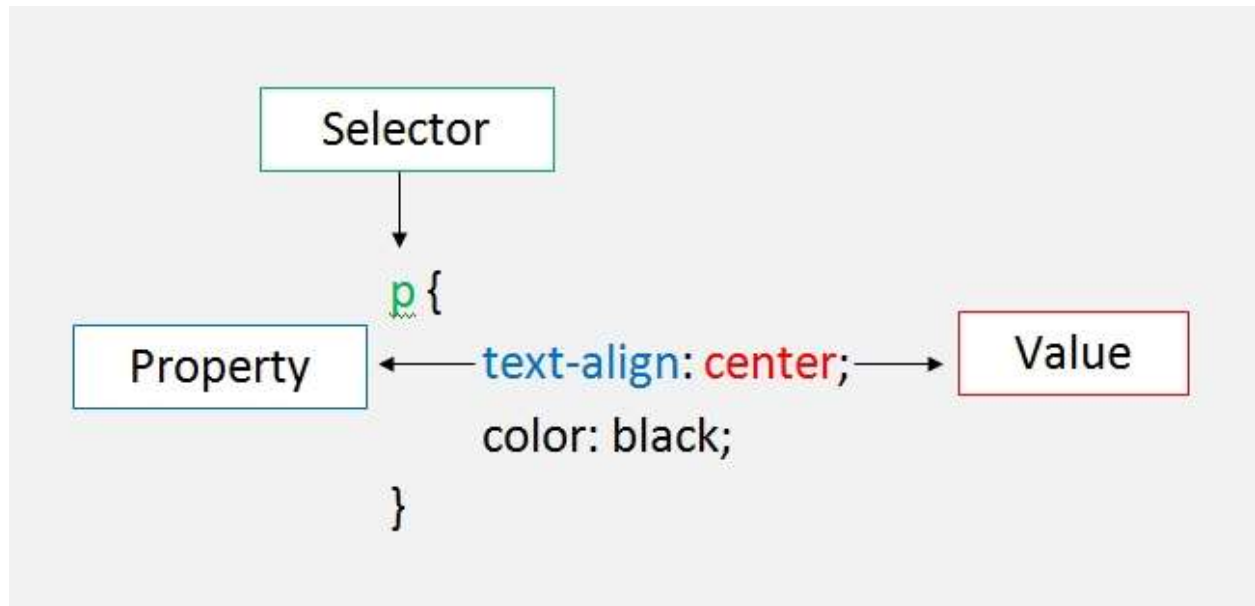 Selector
p {
Property
text-align: center;
Value
color: black;
}